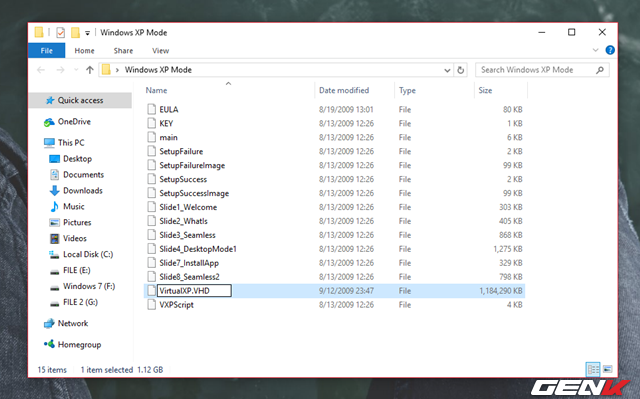 Windows XP Mode
File Home Share View
Windows XP Mode Search Windows XP Mode
Name Date modified Type Size
Quick access
OneDrive
This PC
Desktop
Documents
Downloads
Music
Pictures
Videos
Local Disk (C:)
FILE (E:)
Windows 7 (F:)
FILE 2 (G:)
Network
Homegroup
EULA 8/19/2009 13:01 File 80 KB
KEY 8/13/2009 12:26 File 1 KB
main 8/13/2009 12:26 File 6 KB
SetupFailure 8/13/2009 12:26 File 2 KB
SetupFailureImage 8/13/2009 12:26 File 99 KB
SetupSuccess 8/13/2009 12:26 File 2 KB
SetupSuccessImage 8/13/2009 12:26 File 99 KB
Slide1_Welcome 8/13/2009 12:26 File 303 KB
Slide2_WhatIs 8/13/2009 12:26 File 405 KB
Slide3_Seamless 8/13/2009 12:26 File 868 KB
Slide4_DesktopMode1 8/13/2009 12:26 File 1,275 KB
Slide7_InstallApp 8/13/2009 12:26 File 329 KB
Slide8_Seamless2 8/13/2009 12:26 File 798 KB
VirtualXP.VHD 9/12/2009 23:47 File 1,184,290 KB
VXPScript 8/13/2009 12:26 File 4 KB
15 items 1 item selected 1.12 GB
GENK